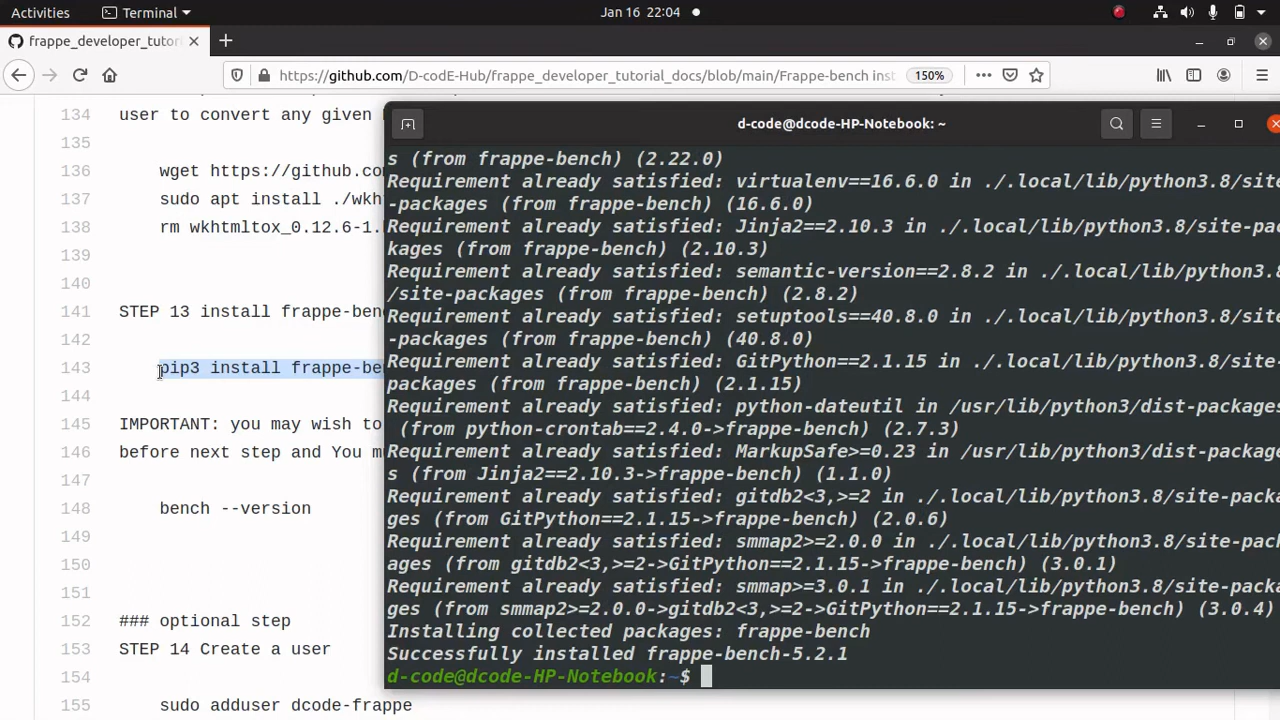 Activities Terminal Jan 16 22:04
frappe_developer_tutori
https://github.com/D-codE-Hub/frappe_developer_tutorial_docs/blob/main/Frappe-bench inst 150%
134 user to convert any given
135
136 wget https://github.com
137 sudo apt install ./wkh
138 rm wkhtmltox_0.12.6-1.
139
140
141 STEP 13 install frappe-ben
142
143 pip3 install frappe-be
144
145 IMPORTANT: you may wish to
146 before next step and You m
147
148 bench --version
149
150
151
152 ### optional step
153 STEP 14 Create a user
155 sudo adduser dcode-frappe
d-code@dcode-HP-Notebook: ~
s (from frappe-bench) (2.22.0)
Requirement already satisfied: virtualenv==16.6.0 in ./.local/lib/python3.8/site
-packages (from frappe-bench) (16.6.0)
Requirement already satisfied: Jinja2==2.10.3 in ./.local/lib/python3.8/site-pac
kages (from frappe-bench) (2.10.3)
Requirement already satisfied: semantic-version==2.8.2 in ./.local/lib/python3.8
/site-packages (from frappe-bench) (2.8.2)
Requirement already satisfied: setuptools==40.8.0 in ./.local/lib/python3.8/site
-packages (from frappe-bench) (40.8.0)
Requirement already satisfied: GitPython==2.1.15 in ./.local/lib/python3.8/site-
packages (from frappe-bench) (2.1.15)
Requirement already satisfied: python-dateutil in /usr/lib/python3/dist-packages
(from python-crontab==2.4.0->frappe-bench) (2.7.3)
Requirement already satisfied: MarkupSafe>=0.23 in /usr/lib/python3/dist-package
s (from Jinja2==2.10.3->frappe-bench) (1.1.0)
Requirement already satisfied: gitdb2<3,>=2 in ./.local/lib/python3.8/site-packa
ges (from GitPython==2.1.15->frappe-bench) (2.0.6)
Requirement already satisfied: smmap2>=2.0.0 in ./.local/lib/python3.8/site-pack
ages (from gitdb2<3,>=2->GitPython==2.1.15->frappe-bench) (3.0.1)
Requirement already satisfied: smmap>=3.0.1 in ./.local/lib/python3.8/site-packa
ges (from smmap2>=2.0.0->gitdb2<3,>=2->GitPython==2.1.15->frappe-bench) (3.0.4)
Installing collected packages: frappe-bench
Successfully installed frappe-bench-5.2.1
d-code@dcode-HP-Notebook:~$